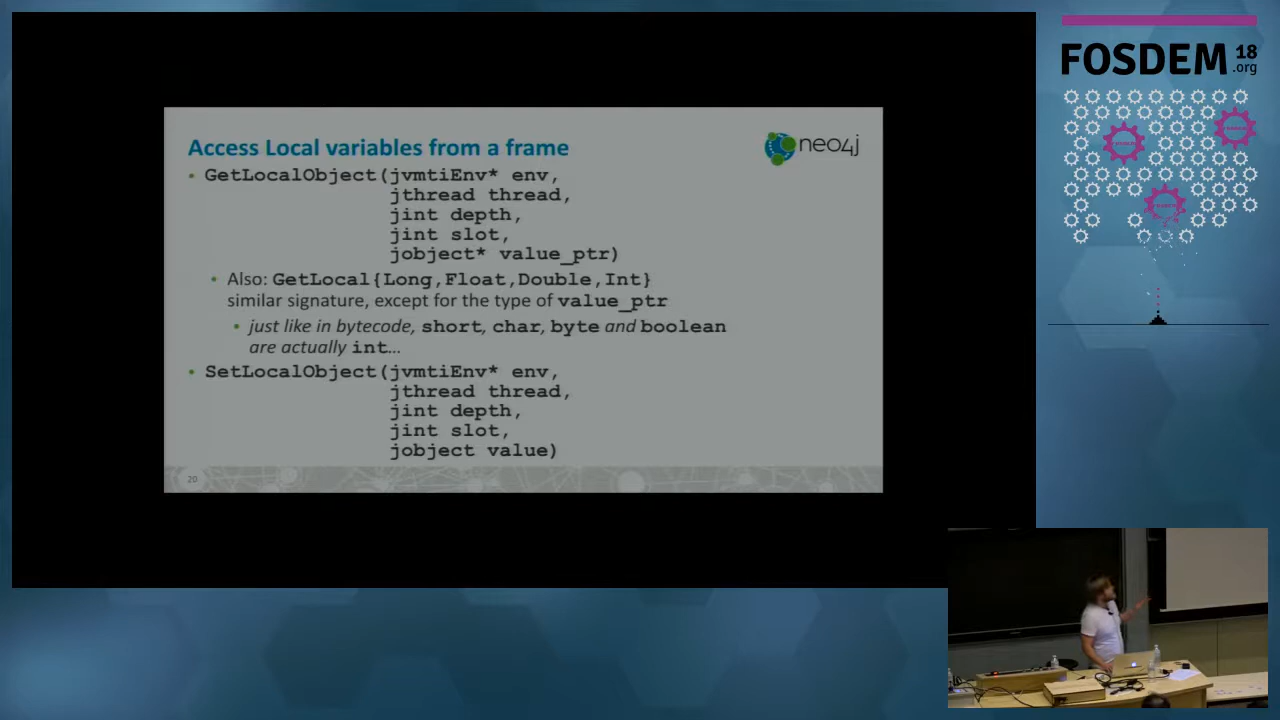 Access Local variables from a frame
neo4j
• GetLocalObject(jvmtiEnv* env,
jthread thread,
jint depth,
jint slot,
jobject* value_ptr)
• Also: GetLocal{Long,Float,Double,Int}
similar signature, except for the type of value_ptr
• just like in bytecode, short, char, byte and boolean
are actually int…
• SetLocalObject(jvmtiEnv* env,
jthread thread,
jint depth,
jint slot,
jobject value)
20
FOSDEM 18
.org